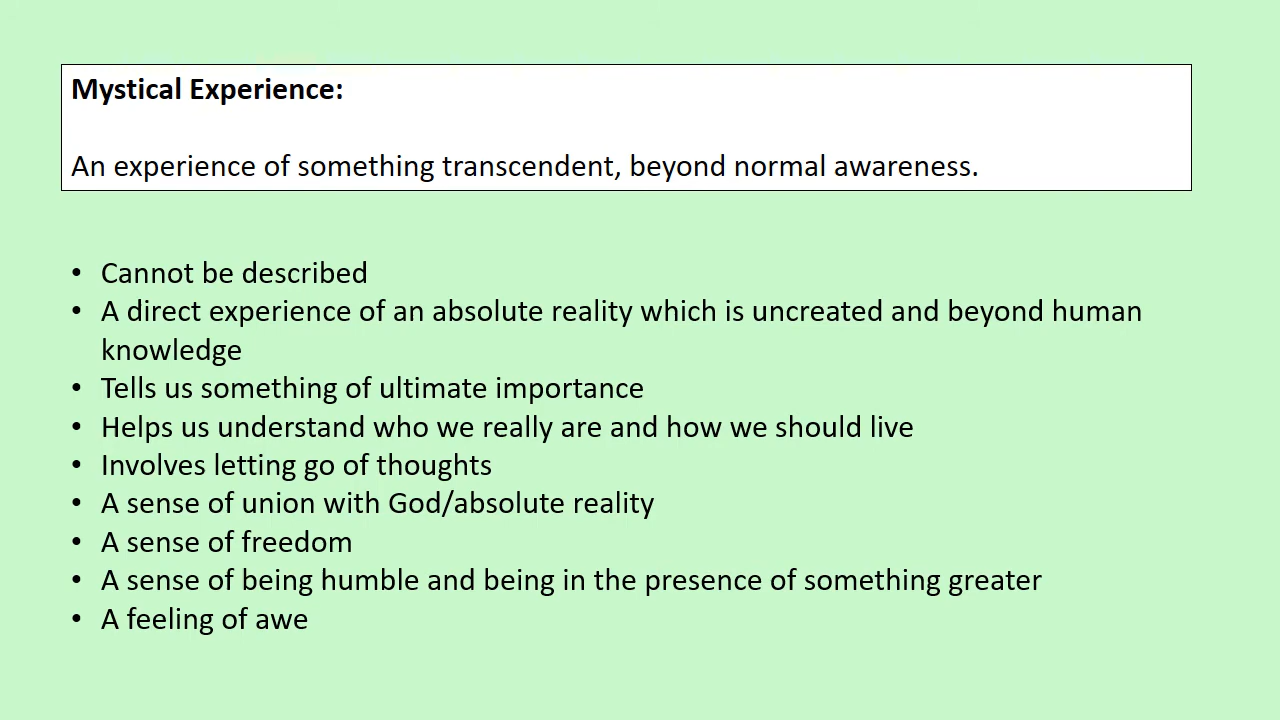 Mystical Experience:
An experience of something transcendent, beyond normal awareness.
• Cannot be described
• A direct experience of an absolute reality which is uncreated and beyond human
knowledge
• Tells us something of ultimate importance
• Helps us understand who we really are and how we should live
• Involves letting go of thoughts
• A sense of union with God/absolute reality
• A sense of freedom
• A sense of being humble and being in the presence of something greater
• A feeling of awe